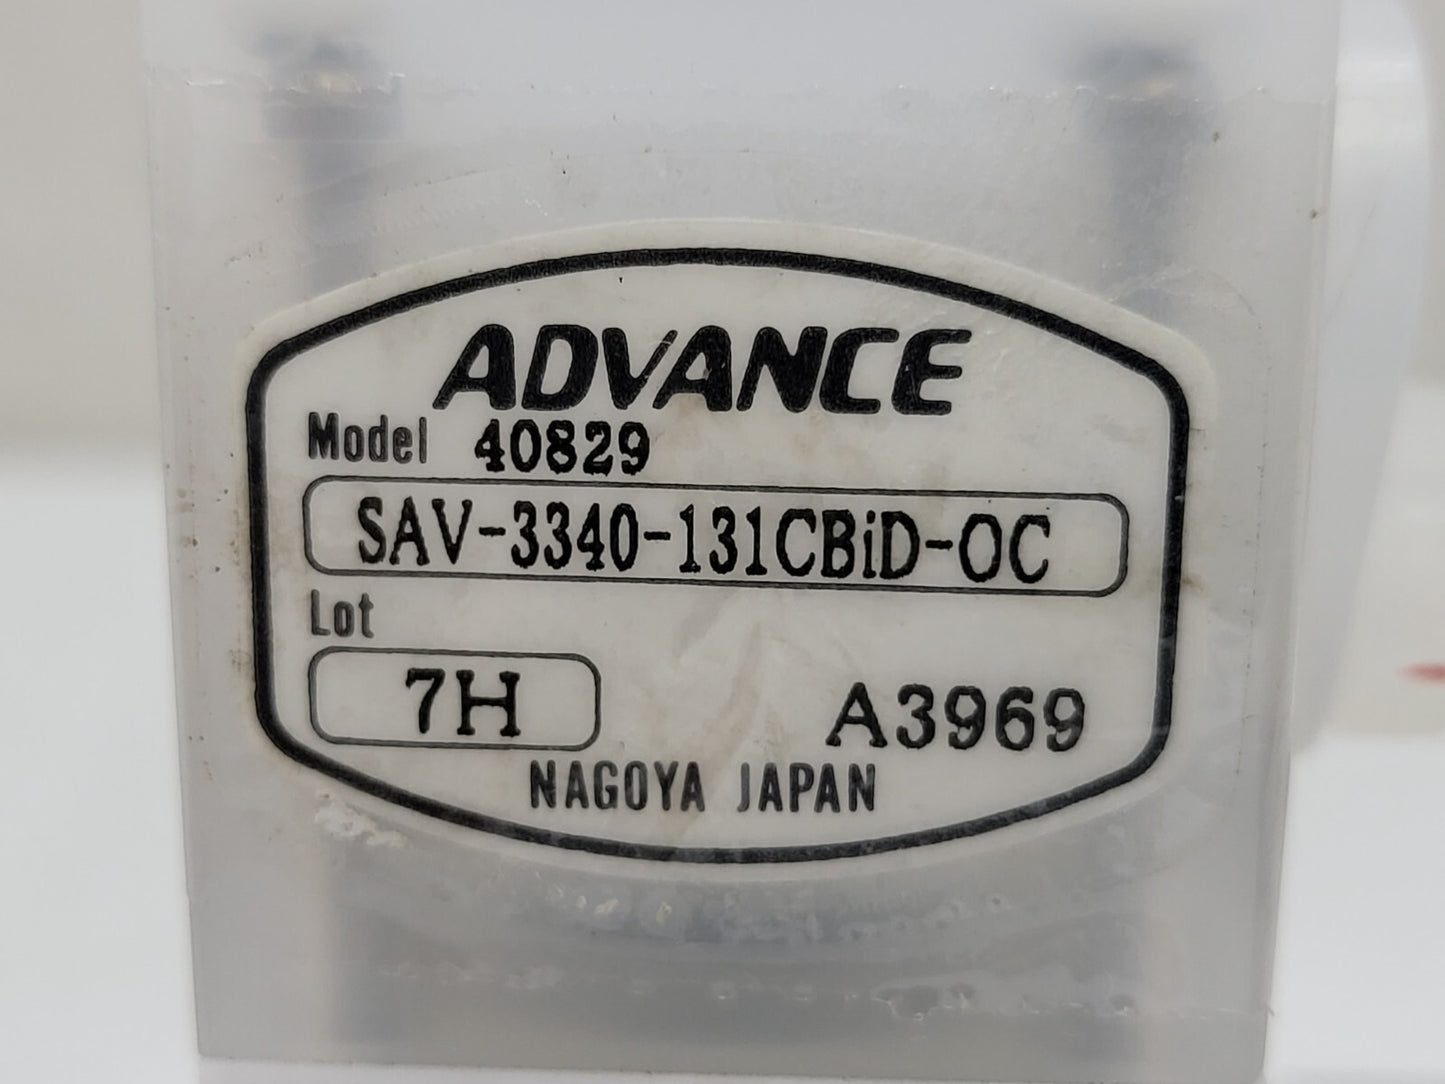 ADVANCE
Model 40829
SAV-3340-131CBiD-OC
Lot
7H A3969
NAGOYA JAPAN